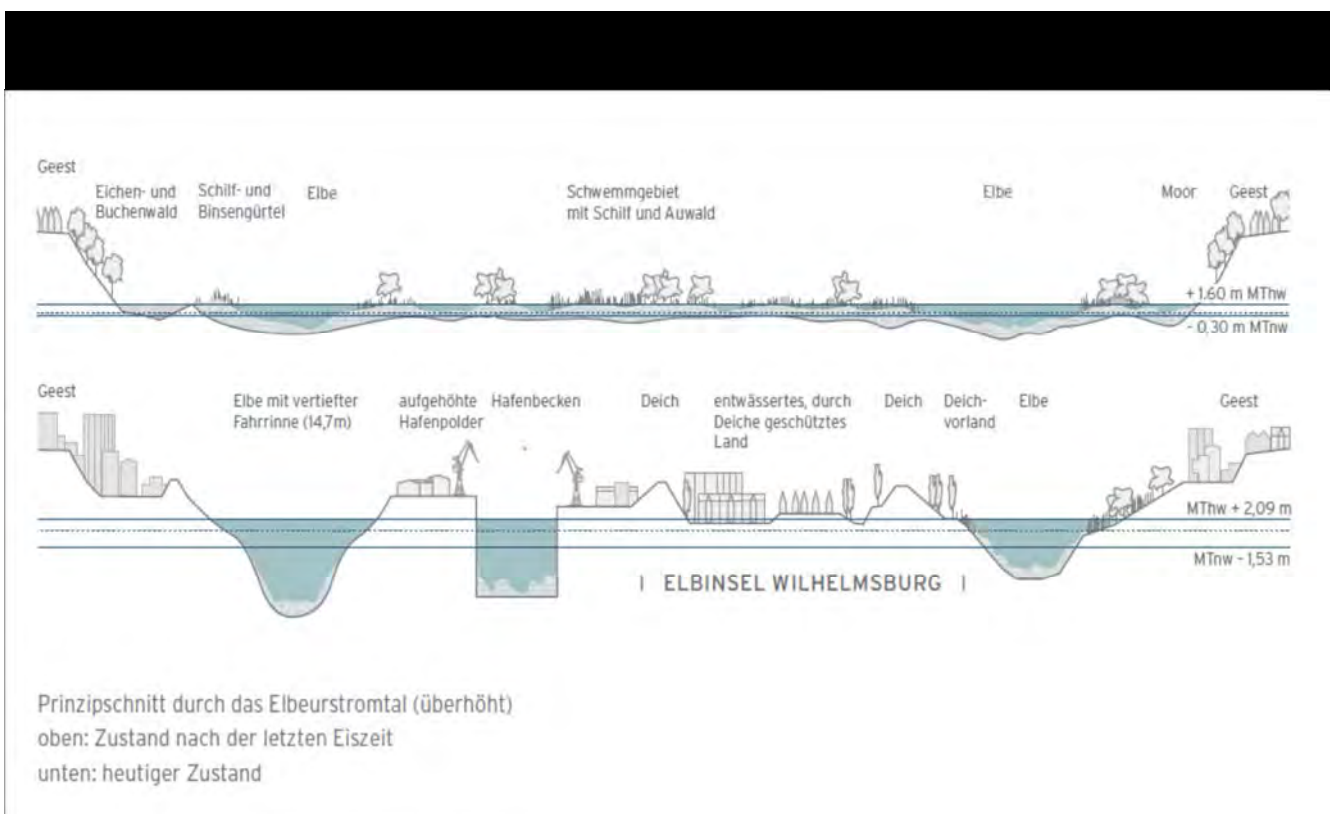 Geest
Eichen- und
Buchenwald
Schilf- und
Binsengürtel
Elbe
Schwemmgebiet
mit Schilf und Auwald
Elbe
Moor
Geest
+ 1.60 m MThw
- 0,30 m MTnw
Geest
Elbe mit vertiefter
Fahrrinne (14,7m)
aufgehöhte
Hafenpolder
Hafenbecken
Deich
entwässertes, durch
Deiche geschütztes
Land
Deich
Deich-
vorland
Elbe
Geest
MThw + 2,09 m
MTnw - 1,53 m
| ELBINSEL WILHELMSBURG |
Prinzipschnitt durch das Elbeurstromtal (überhöht)
oben: Zustand nach der letzten Eiszeit
unten: heutiger Zustand